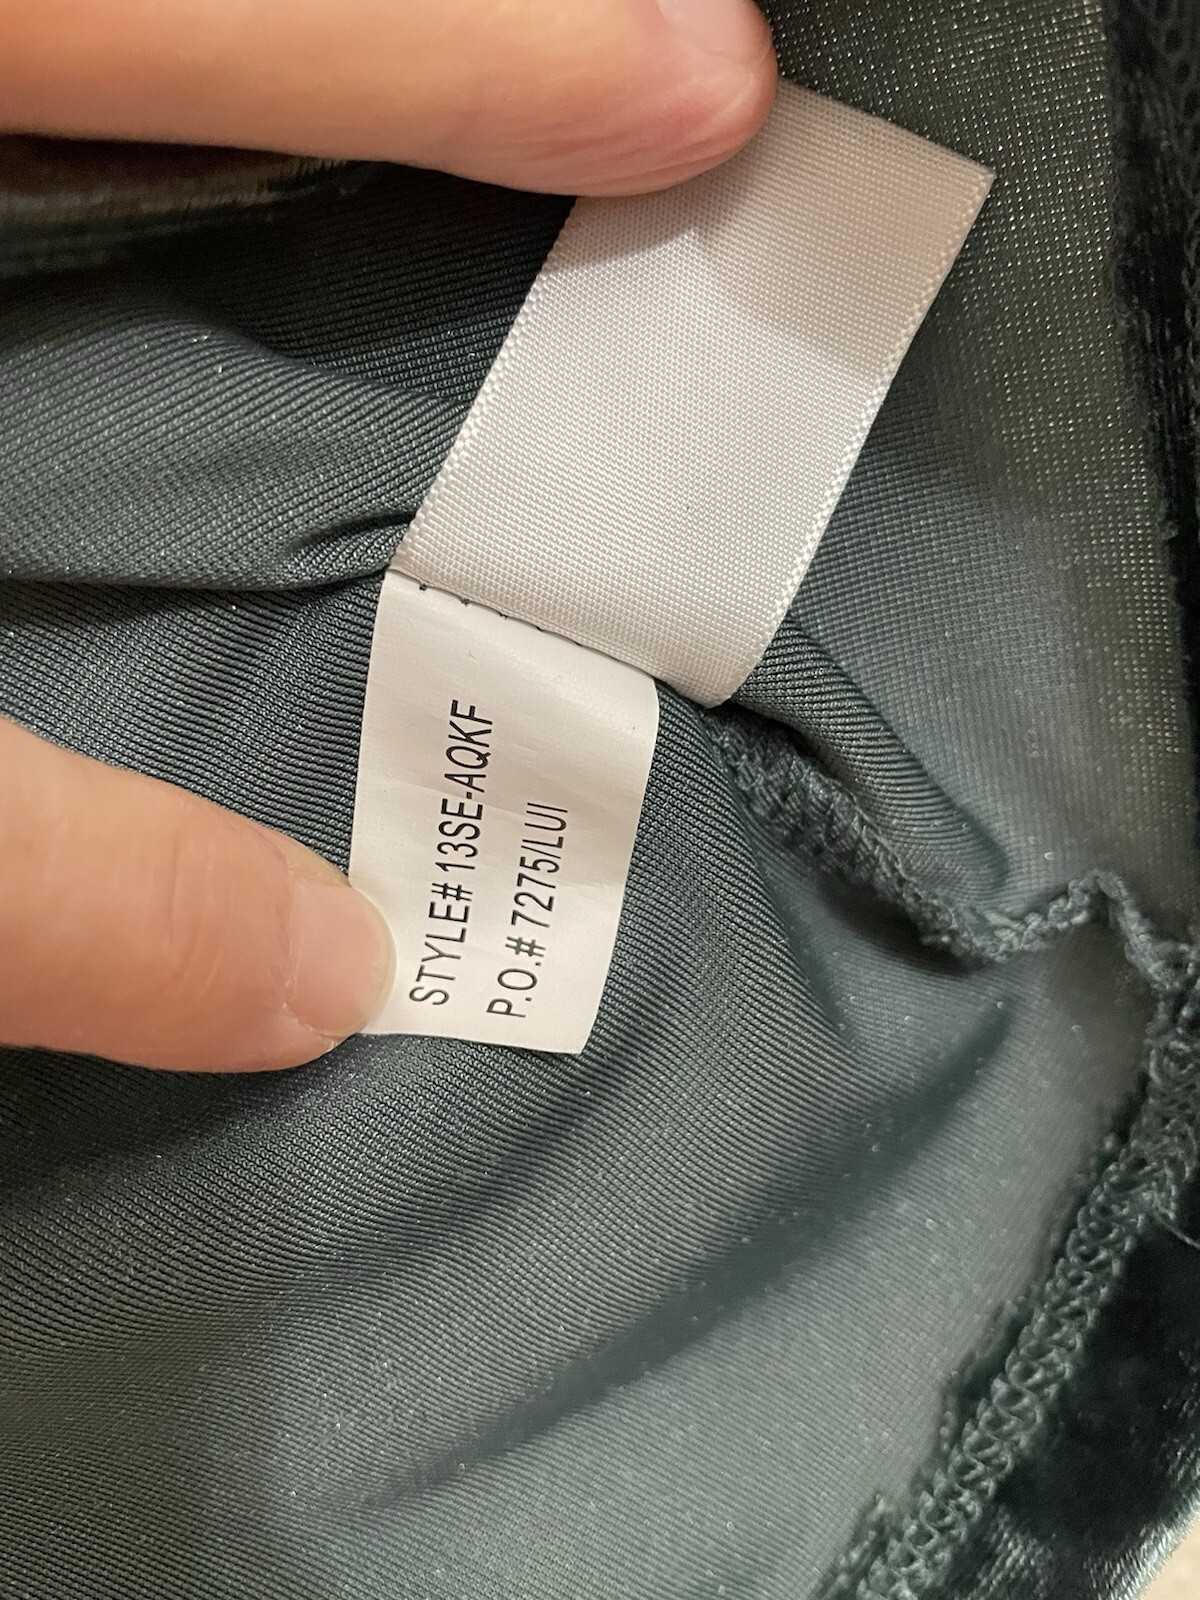 STYLE# 13SE-AQKF
P.O.# 7275/LUI